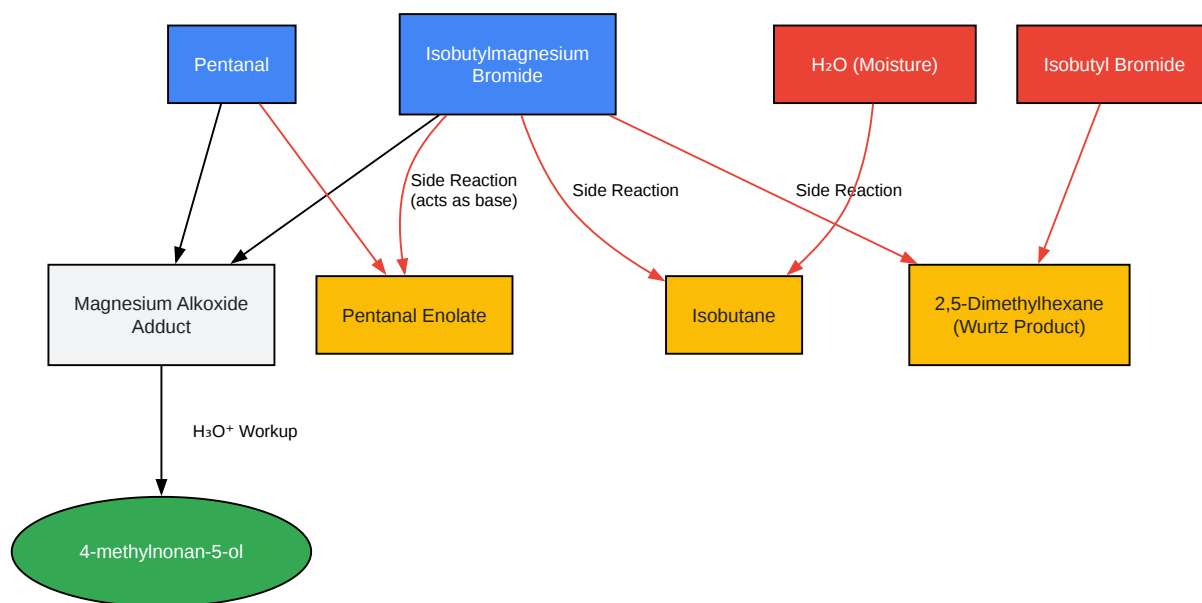 Pentanal
Isobutylmagnesium
Bromide
H₂O (Moisture)
Isobutyl Bromide
Side Reaction
(acts as base)
Side Reaction
Side Reaction
Magnesium Alkoxide
Adduct
Pentanal Enolate
Isobutane
2,5-Dimethylhexane
(Wurtz Product)
H₃O⁺ Workup
4-methylnonan-5-ol